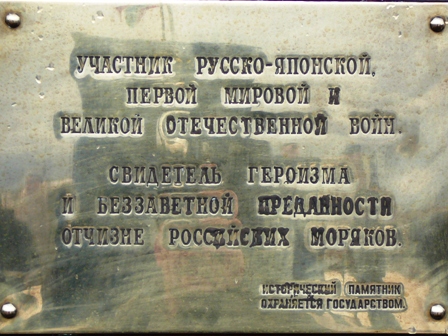 УЧАСТНИК РУССКО-ЯПОНСКОЙ,
ПЕРВОЙ МИРОВОЙ И
ВЕЛИКОЙ ОТЕЧЕСТВЕННОЙ ВОЙН.
СВИДЕТЕЛЬ ГЕРОИЗМА
И БЕЗЗАВЕТНОЙ ПРЕДАННОСТИ
ОТЧИЗНЕ РОССИЙСКИХ МОРЯКОВ.
ИСТОРИЧЕСКИЙ ПАМЯТНИК
ОХРАНЯЕТСЯ ГОСУДАРСТВОМ.